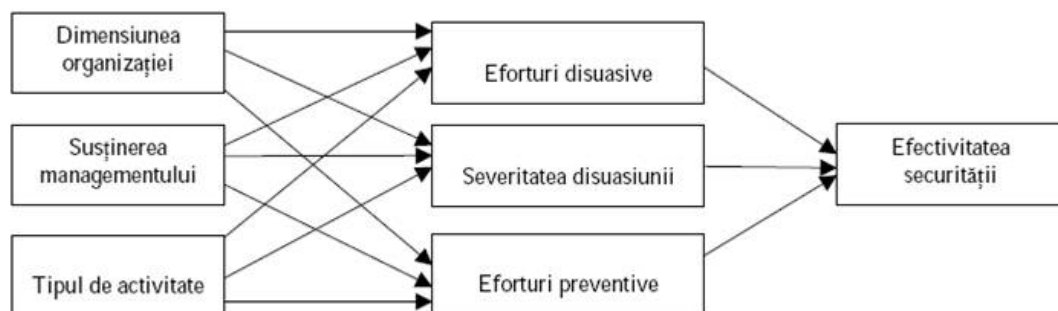 Dimensiunea
organizației
Susținerea
managementului
Tipul de activitate
Eforturi disuasive
Severitatea disuasiunii
Eforturi preventive
Efectivitatea
securității